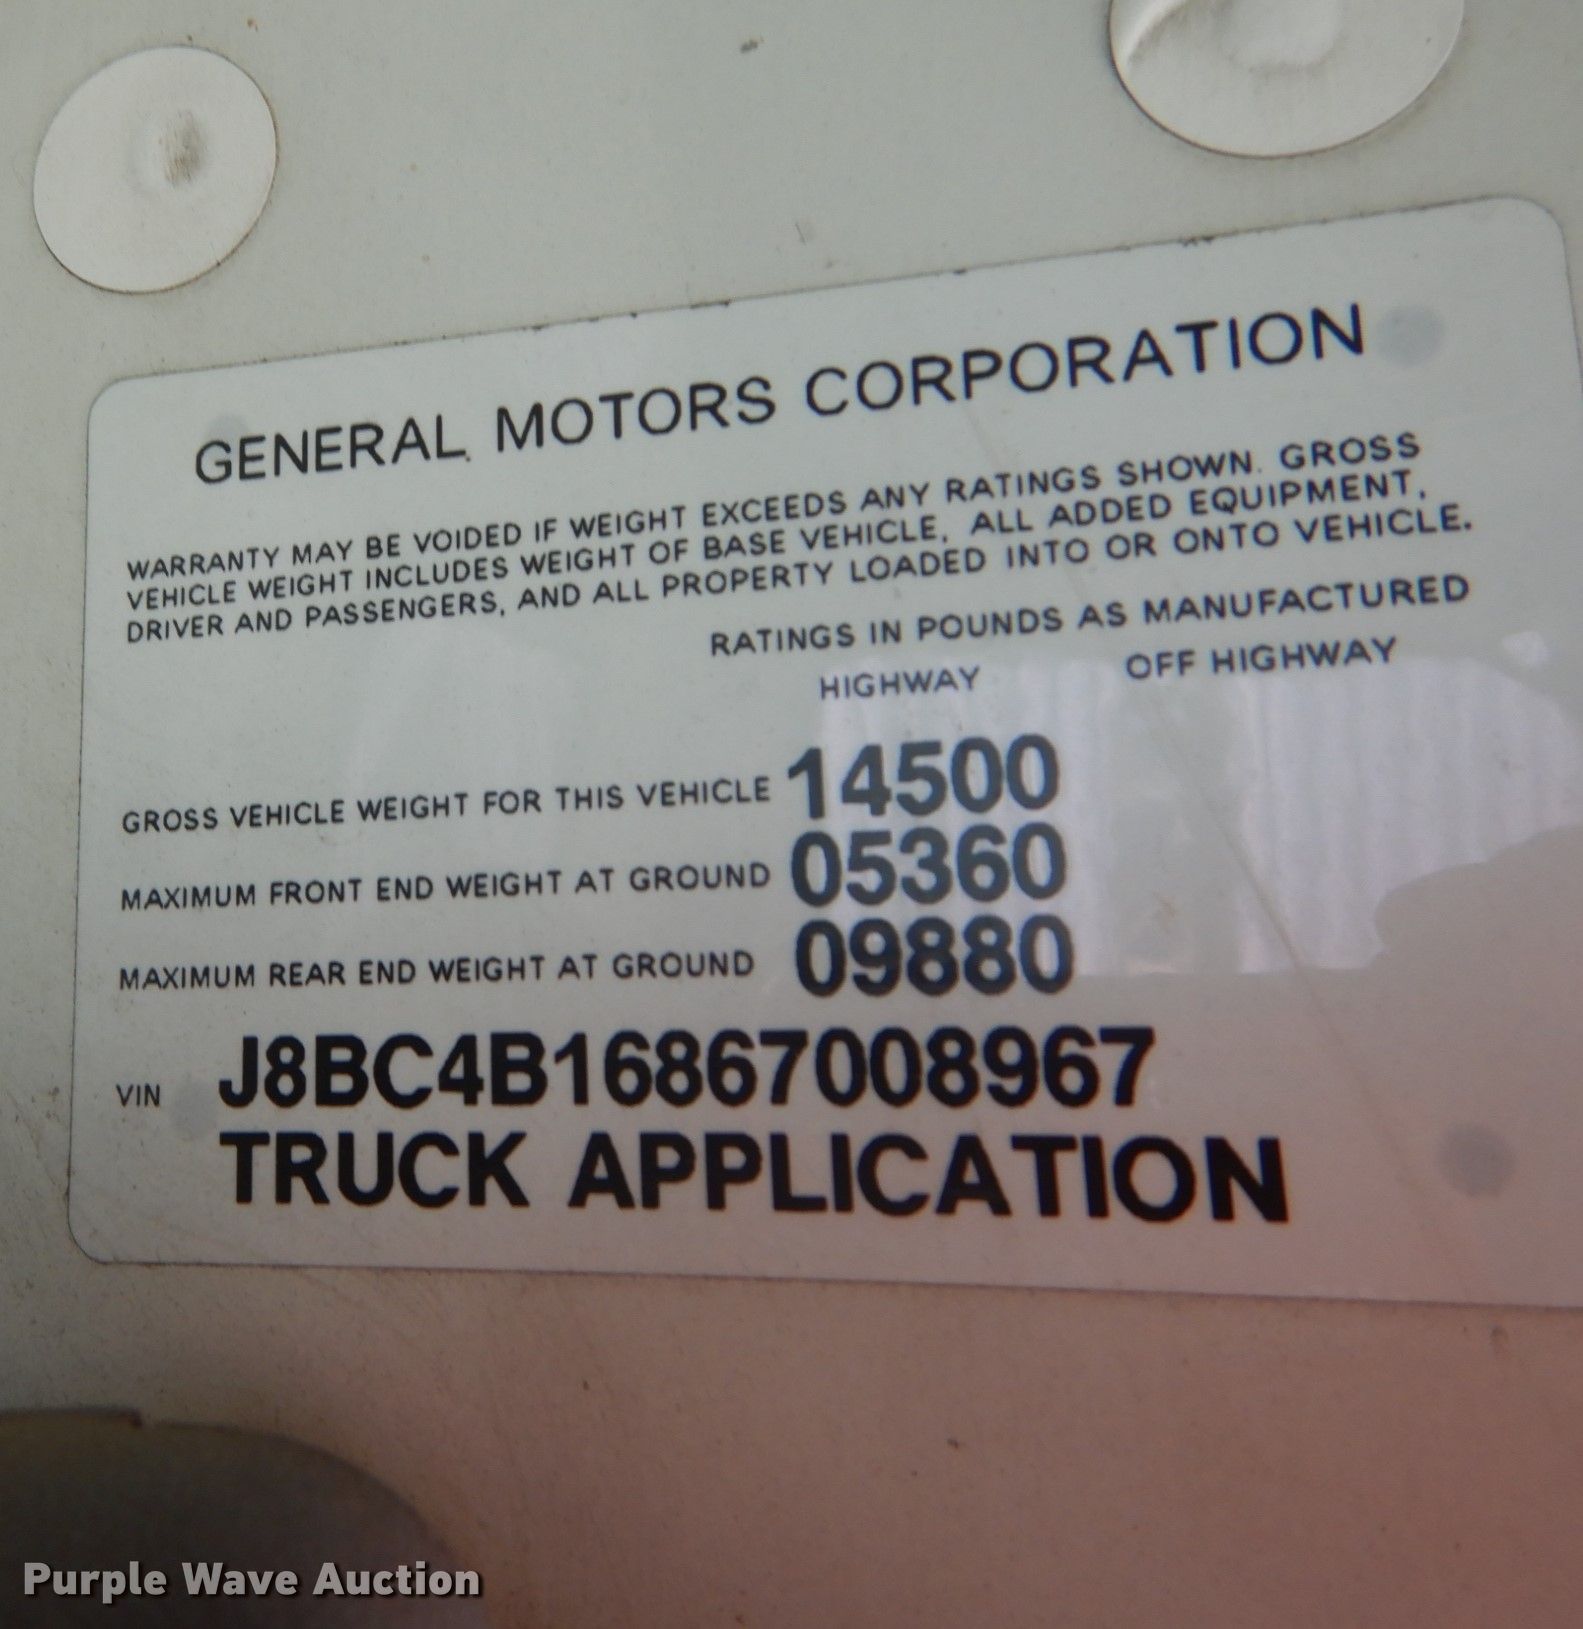 GENERAL MOTORS CORPORATION
WARRANTY MAY BE VOIDED IF WEIGHT EXCEEDS ANY RATINGS SHOWN. GROSS
VEHICLE WEIGHT INCLUDES WEIGHT OF BASE VEHICLE, ALL ADDED EQUIPMENT,
DRIVER AND PASSENGERS, AND ALL PROPERTY LOADED INTO OR ONTO VEHICLE.
RATINGS IN POUNDS AS MANUFACTURED
HIGHWAY OFF HIGHWAY
GROSS VEHICLE WEIGHT FOR THIS VEHICLE 14500
MAXIMUM FRONT END WEIGHT AT GROUND 05360
MAXIMUM REAR END WEIGHT AT GROUND 09880
VIN J8BC4B16867008967
TRUCK APPLICATION
Purple Wave Auction